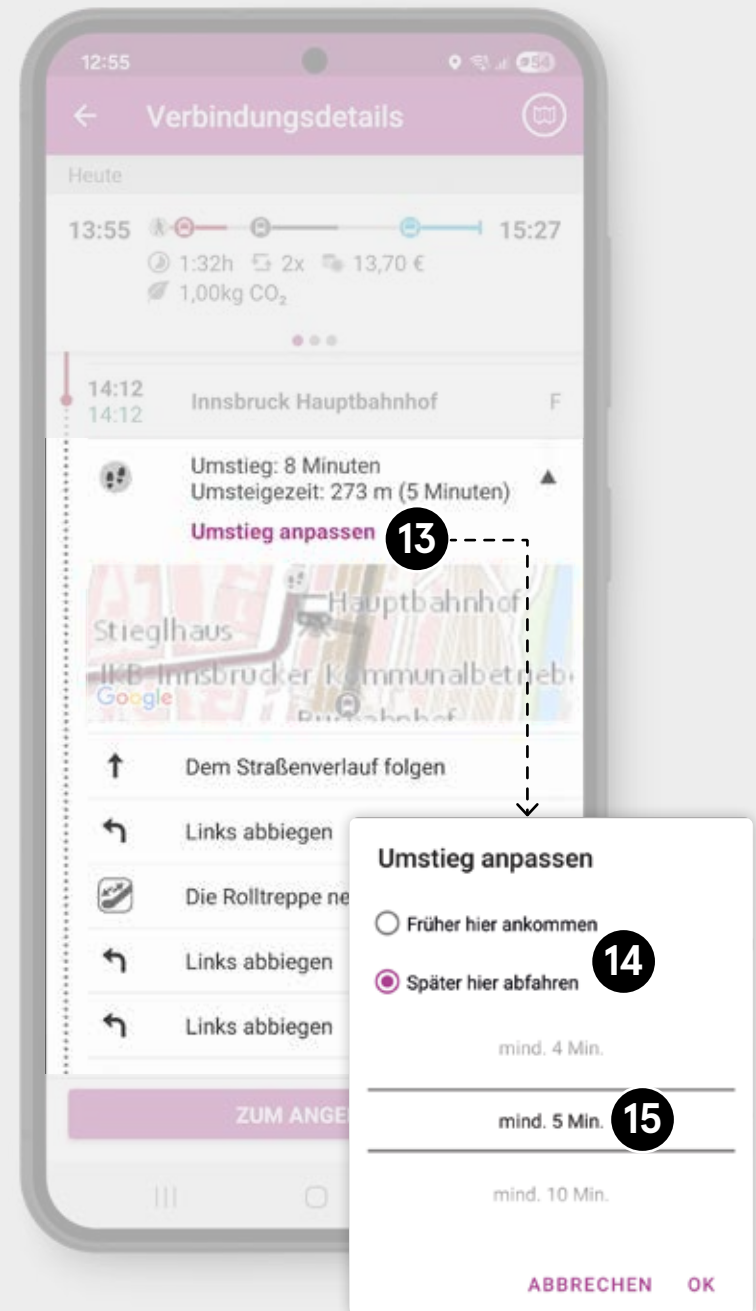 12:55
54
Verbindungsdetails
Heute
13:55
15:27
1:32h 2x 13,70 €
1,00kg CO₂
14:12
14:12
Innsbruck Hauptbahnhof F
Umstieg: 8 Minuten
Umsteigezeit: 273 m (5 Minuten)
Umstieg anpassen
13
Hauptbahnhof
Stieglhaus
IKB Innsbrucker Kommunalbetriebe
Google
Dem Straßenverlauf folgen
Links abbiegen
Die Rolltreppe ne
Links abbiegen
Links abbiegen
ZUM ANGE
Umstieg anpassen
Früher hier ankommen
14
Später hier abfahren
mind. 4 Min.
mind. 5 Min.
15
mind. 10 Min.
ABBRECHEN OK